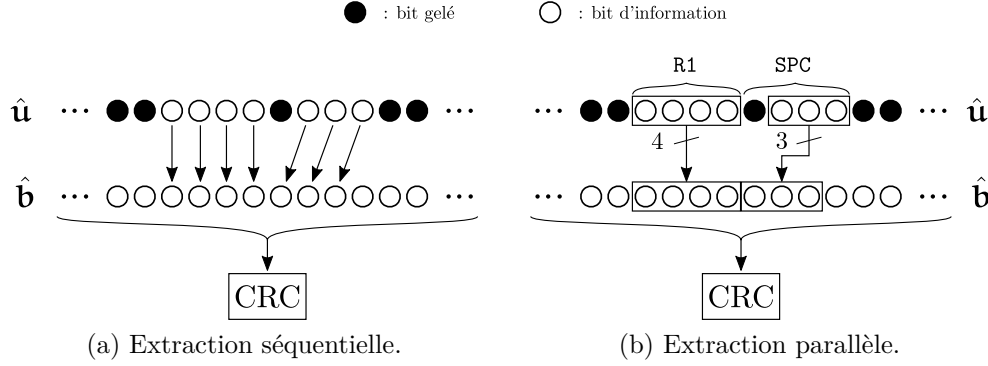 : bit gelé : bit d'information
R1 SPC
û ... ... ... ... û
4 3
b̂ ... ... ... ... b̂
CRC CRC
(a) Extraction séquentielle. (b) Extraction parallèle.